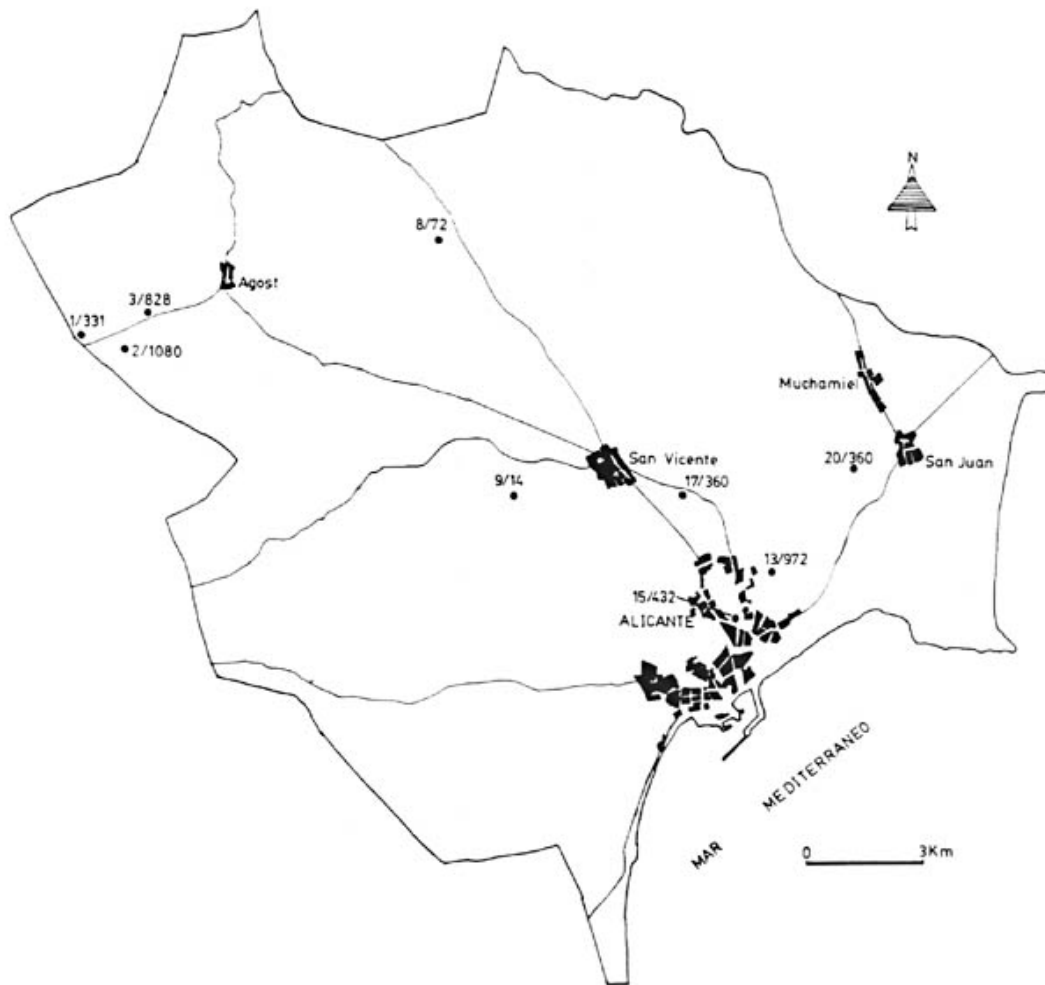 N
8/72
Agost
3/828
1/331
2/1080
Muchamiel
San Vicente
20/360
San Juan
9/14
17/360
13/972
15/432
ALICANTE
MAR MEDITERRANEO
0 3Km